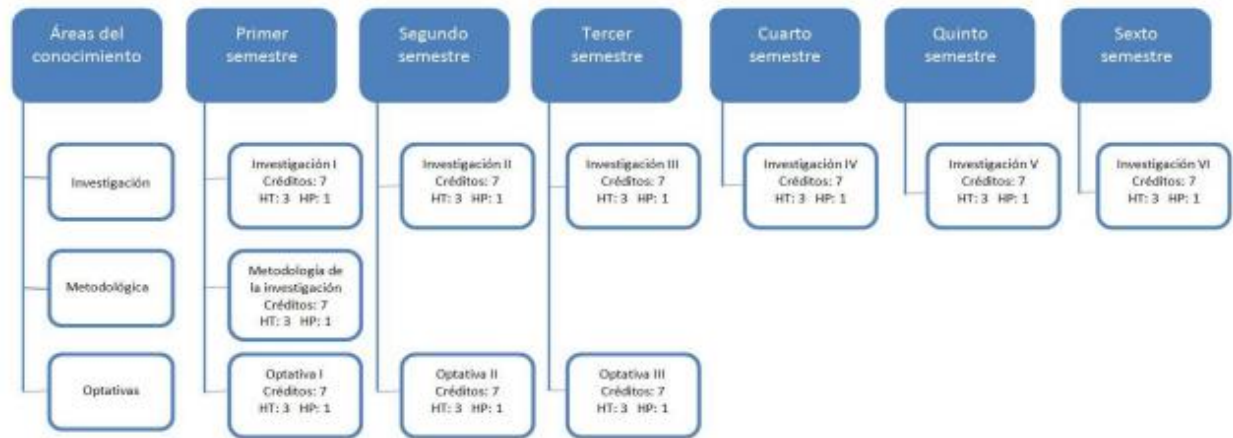 Áreas del
conocimiento
Primer
semestre
Segundo
semestre
Tercer
semestre
Cuarto
semestre
Quinto
semestre
Sexto
semestre
Investigación
Investigación I
Créditos: 7
HT: 3 HP: 1
Investigación II
Créditos: 7
HT: 3 HP: 1
Investigación III
Créditos: 7
HT: 3 HP: 1
Investigación IV
Créditos: 7
HT: 3 HP: 1
Investigación V
Créditos: 7
HT: 3 HP: 1
Investigación VI
Créditos: 7
HT: 3 HP: 1
Metodológica
Metodología de
la investigación
Créditos: 7
HT: 3 HP: 1
Optativas
Optativa I
Créditos: 7
HT: 3 HP: 1
Optativa II
Créditos: 7
HT: 3 HP: 1
Optativa III
Créditos: 7
HT: 3 HP: 1